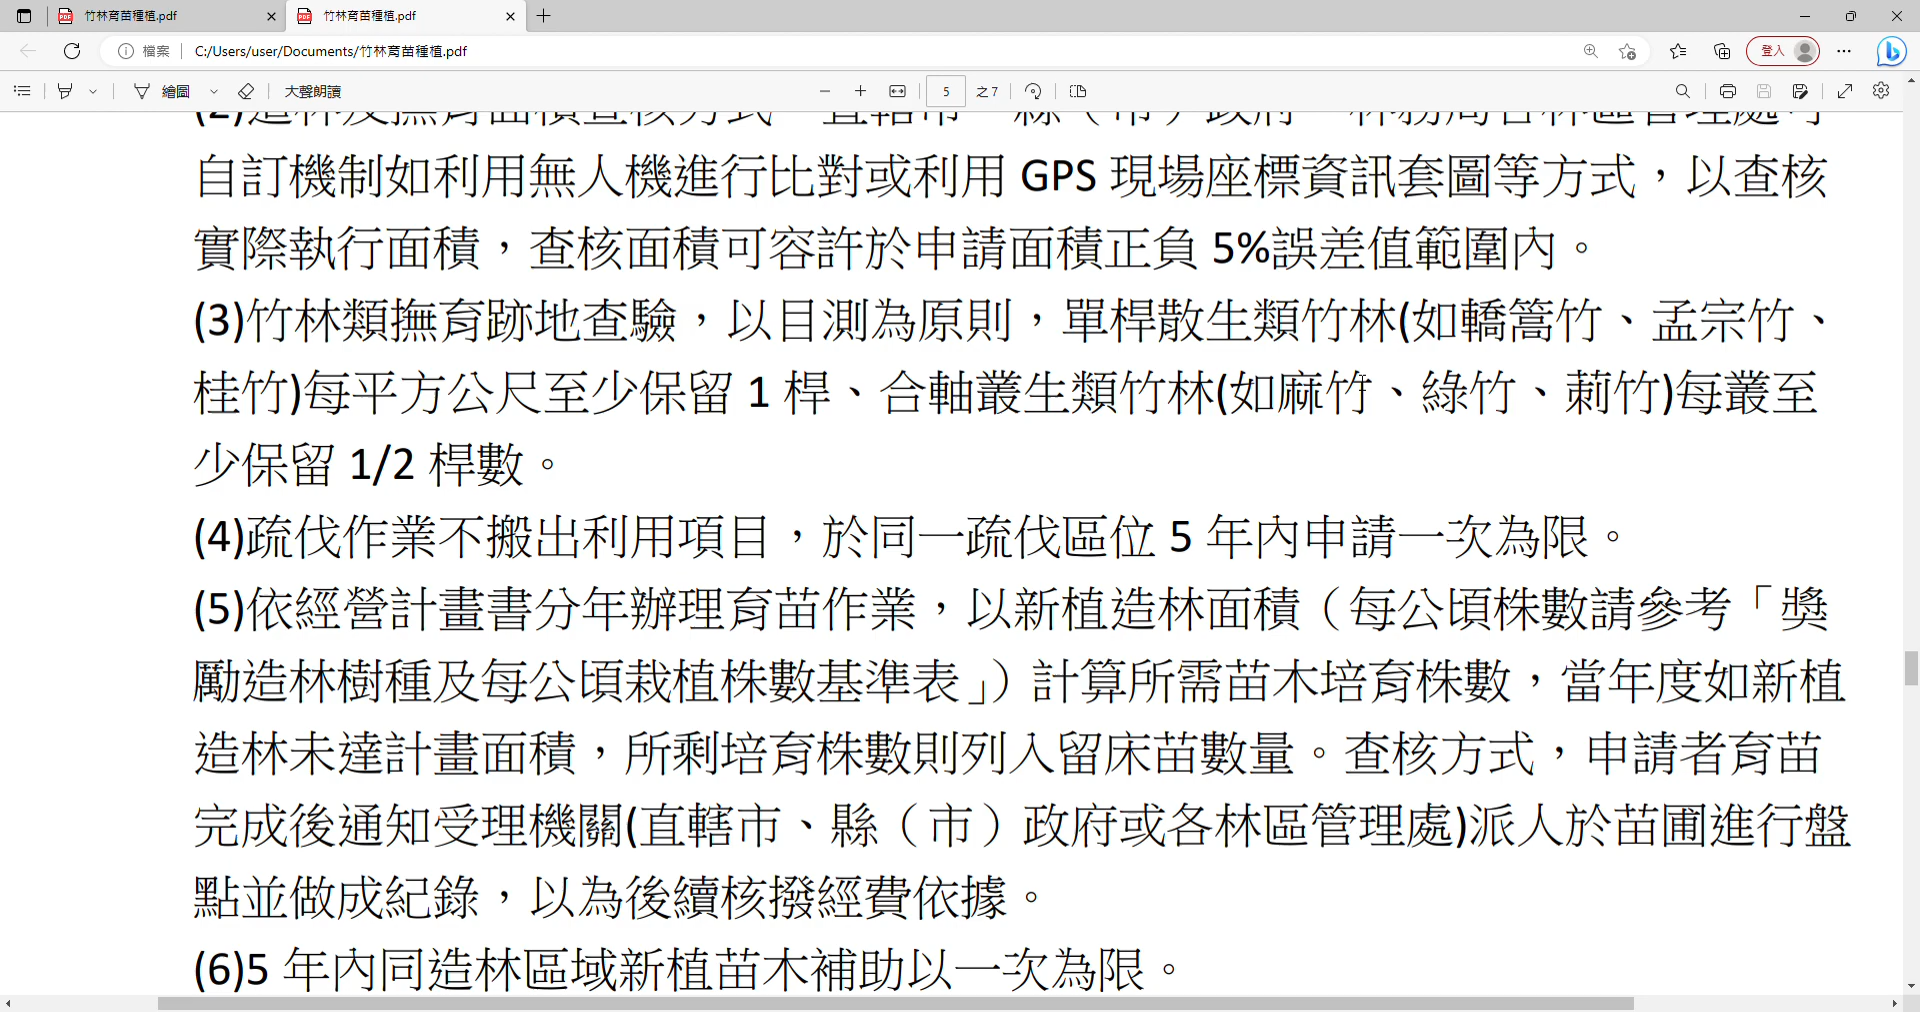 竹林育苗種植.pdf
竹林育苗種植.pdf
檔案
C:/Users/user/Documents/竹林育苗種植.pdf
登入
繪圖
大聲朗讀
5
之 7
(2)造林及撫育面積查核方式
自訂機制如利用無人機進行比對或利用 GPS 現場座標資訊套圖等方式，以查核
實際執行面積，查核面積可容許於申請面積正負 5%誤差值範圍內。
(3)竹林類撫育跡地查驗，以目測為原則，單桿散生類竹林(如轎篙竹、孟宗竹、
桂竹)每平方公尺至少保留 1 桿、合軸叢生類竹林(如麻竹、綠竹、莿竹)每叢至
少保留 1/2 桿數。
(4)疏伐作業不搬出利用項目，於同一疏伐區位 5 年內申請一次為限。
(5)依經營計畫書分年辦理育苗作業，以新植造林面積（每公頃株數請參考「獎
勵造林樹種及每公頃栽植株數基準表」）計算所需苗木培育株數，當年度如新植
造林未達計畫面積，所剩培育株數則列入留床苗數量。查核方式，申請者育苗
完成後通知受理機關(直轄市、縣（市）政府或各林區管理處)派人於苗圃進行盤
點並做成紀錄，以為後續核撥經費依據。
(6)5 年內同造林區域新植苗木補助以一次為限。